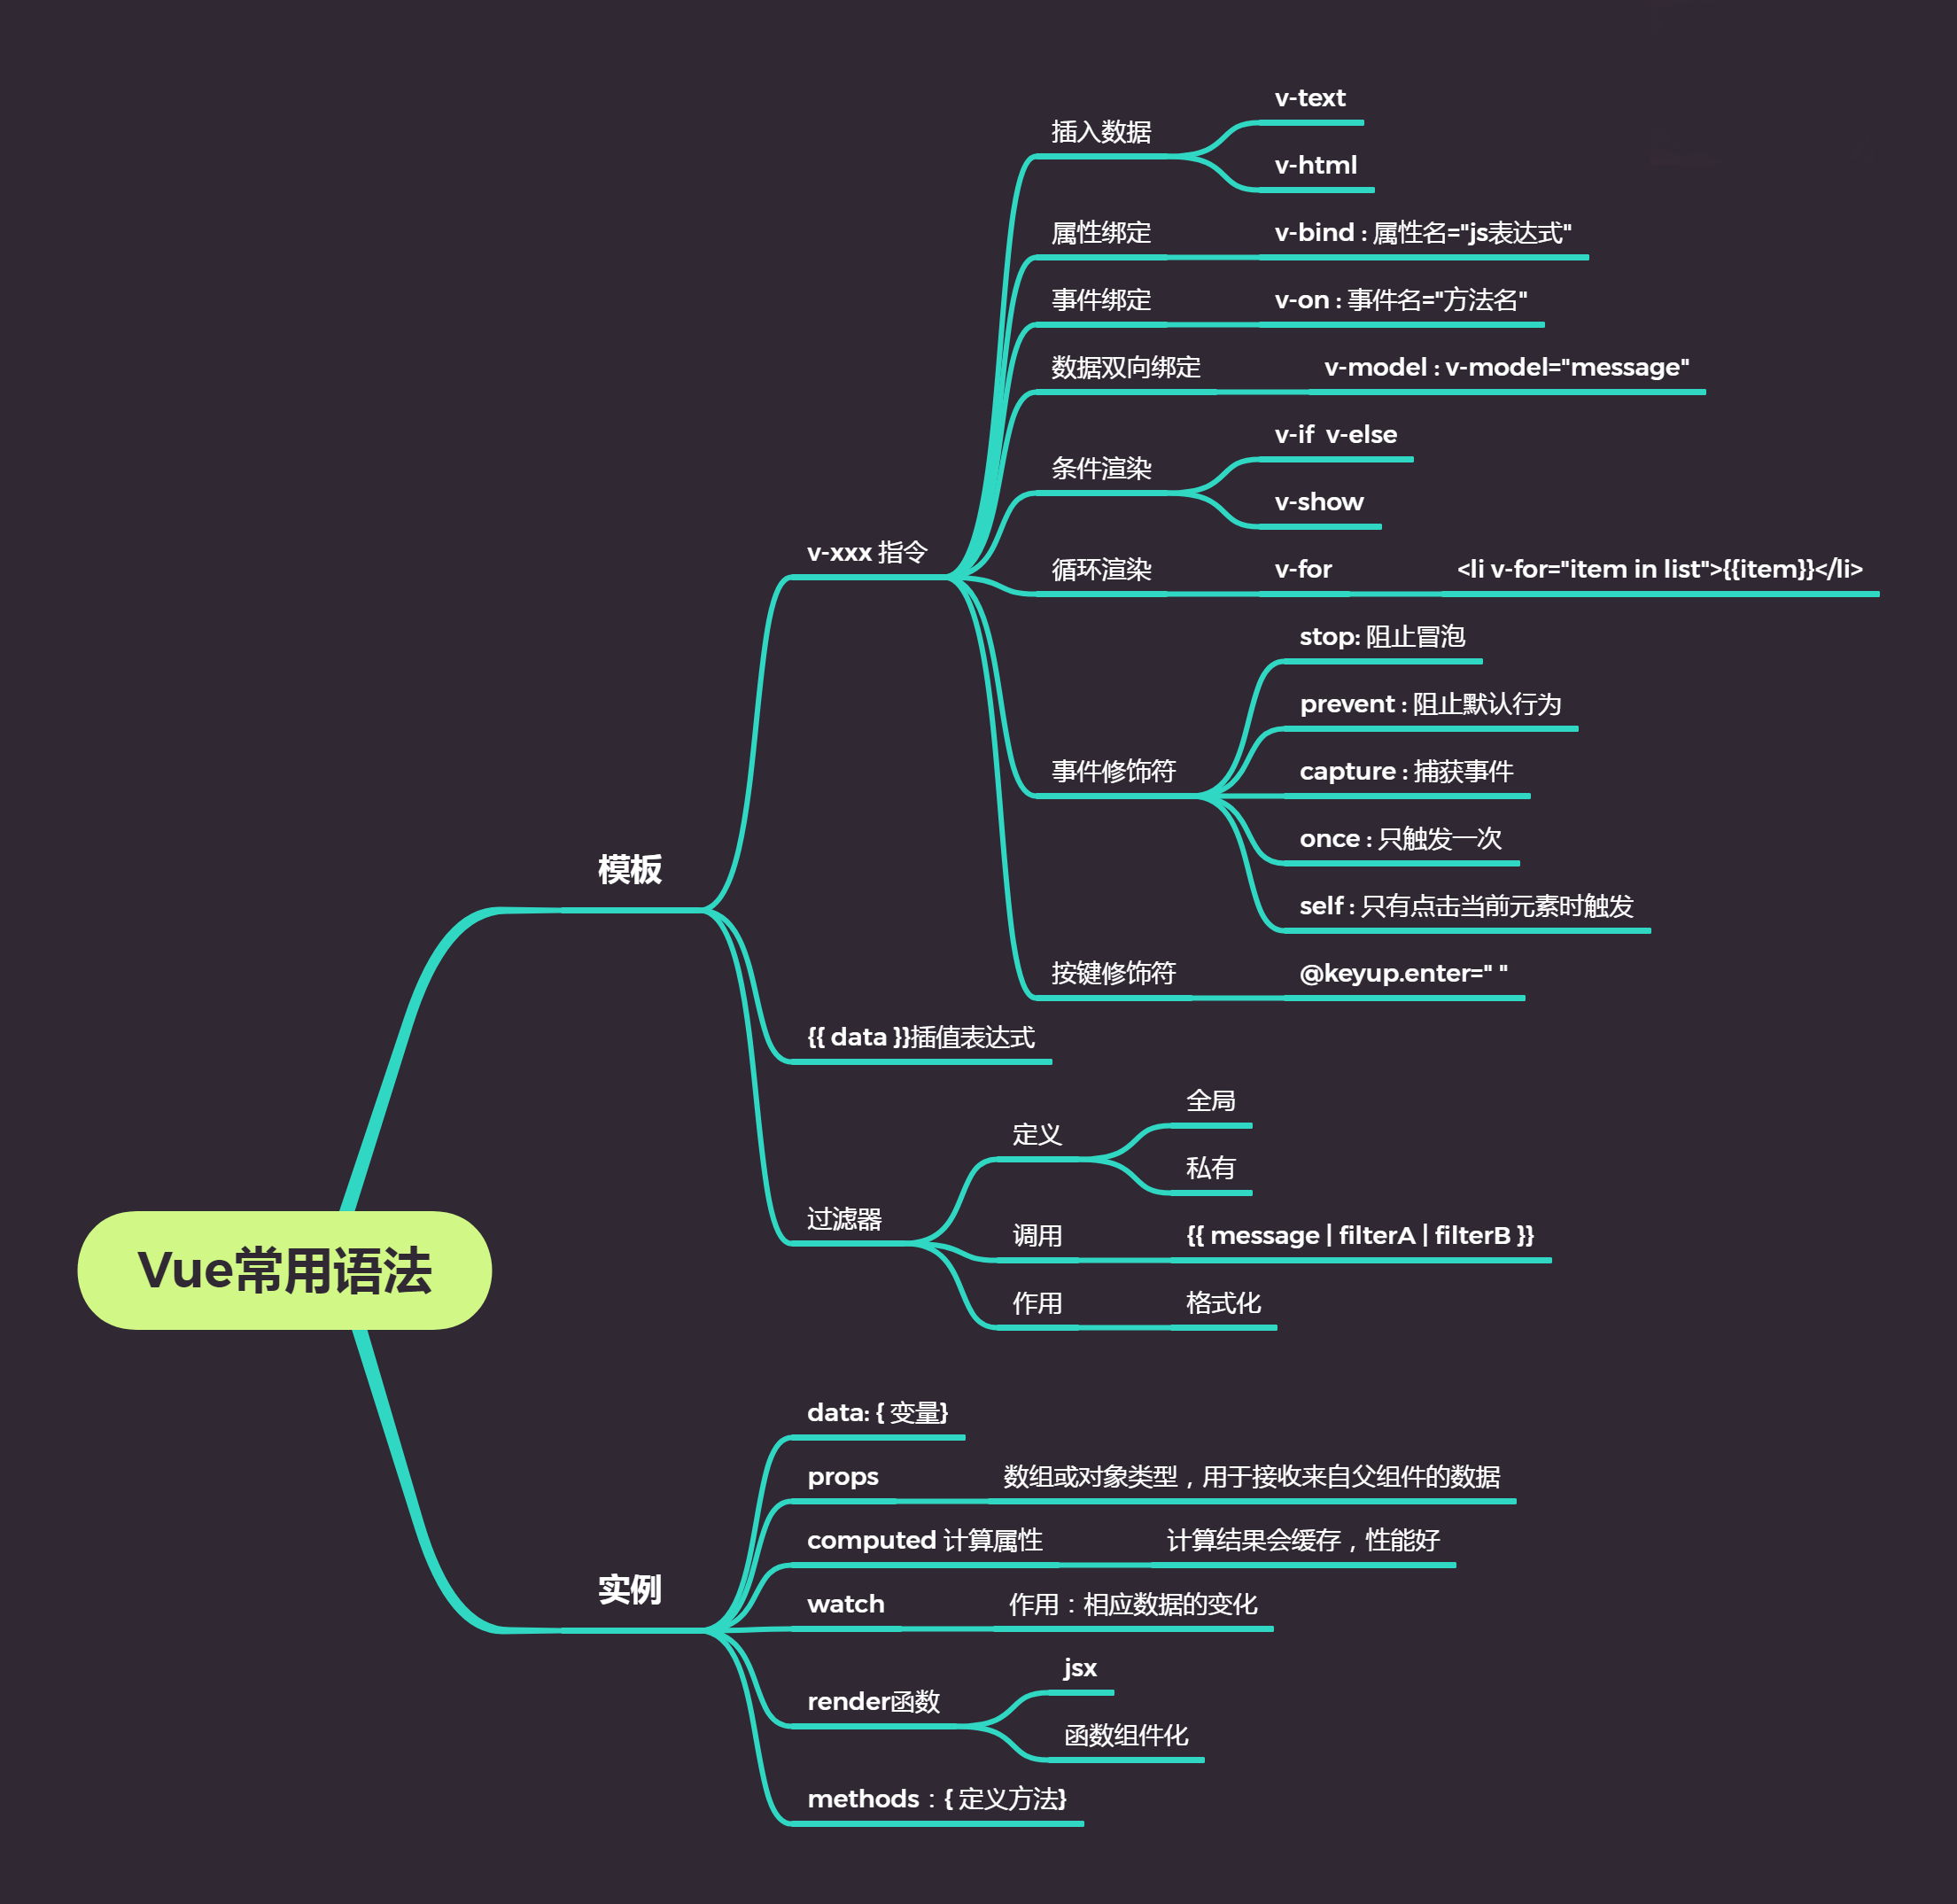 v-text
插入数据
v-html
属性绑定
v-bind : 属性名="js表达式"
事件绑定
v-on : 事件名="方法名"
数据双向绑定
v-model : v-model="message"
v-if  v-else
条件渲染
v-show
v-xxx 指令
循环渲染
v-for
<li v-for="item in list">{{item}}</li>
stop: 阻止冒泡
prevent : 阻止默认行为
事件修饰符
capture : 捕获事件
once : 只触发一次
模板
self : 只有点击当前元素时触发
按键修饰符
@keyup.enter=" "
{{ data }}插值表达式
全局
定义
私有
过滤器
调用
{{ message | filterA | filterB }}
作用
格式化
Vue常用语法
data: { 变量}
props
数组或对象类型，用于接收来自父组件的数据
computed 计算属性
计算结果会缓存，性能好
实例
watch
作用：相应数据的变化
jsx
render函数
函数组件化
methods：{ 定义方法}